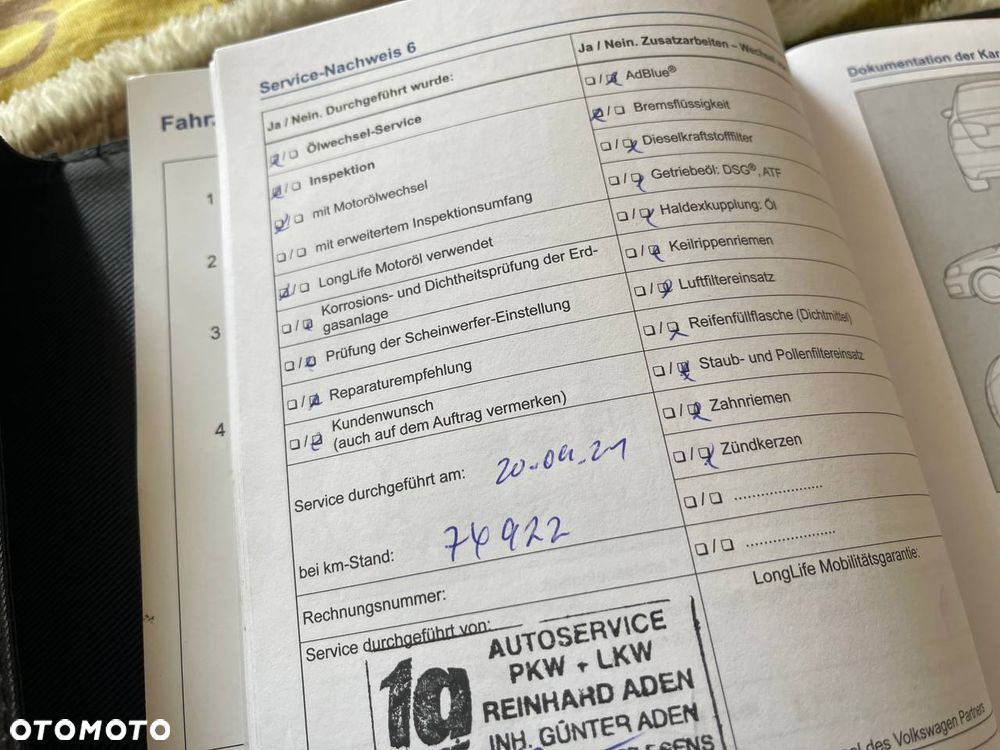 Service-Nachweis 6
Ja / Nein. Durchgeführt wurde:
Ölwechsel-Service
Inspektion
mit Motorölwechsel
mit erweitertem Inspektionsumfang
LongLife Motoröl verwendet
Korrosions- und Dichtheitsprüfung der Erd-
gasanlage
Prüfung der Scheinwerfer-Einstellung
Reparaturempfehlung
Kundenwunsch
(auch auf dem Auftrag vermerken)
Service durchgeführt am: 20-04-21
bei km-Stand: 74922
Rechnungsnummer:
Service durchgeführt von:
1a
AUTOSERVICE
PKW + LKW
REINHARD ADEN
INH. GÜNTER ADEN
Ja / Nein. Zusatzarbeiten –
AdBlue®
Bremsflüssigkeit
Dieselkraftstofffilter
Getriebeöl: DSG®, ATF
Haldexkupplung: Öl
Keilrippenriemen
Luftfiltereinsatz
Reifenfüllflasche (Dichtmittel)
Staub- und Pollenfiltereinsatz
Zahnriemen
Zündkerzen
LongLife Mobilitätsgarantie:
des Volkswagen Partners
Fahr
1
2
3
4
Dokumentation der Kar
OTOMOTO